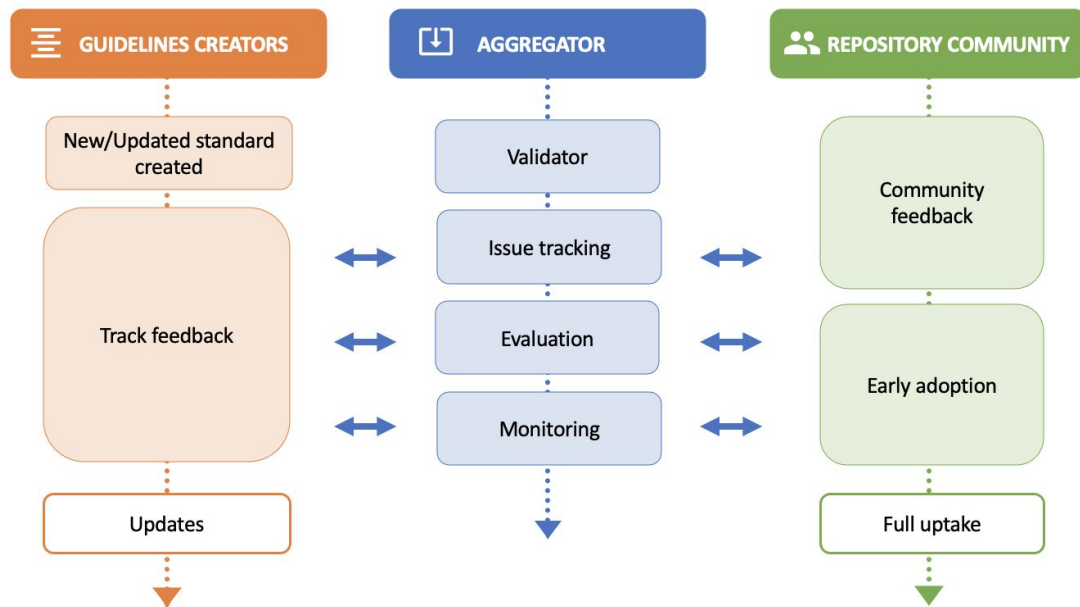 GUIDELINES CREATORS
New/Updated standard
created
Track feedback
Updates
AGGREGATOR
Validator
Issue tracking
Evaluation
Monitoring
REPOSITORY COMMUNITY
Community
feedback
Early adoption
Full uptake